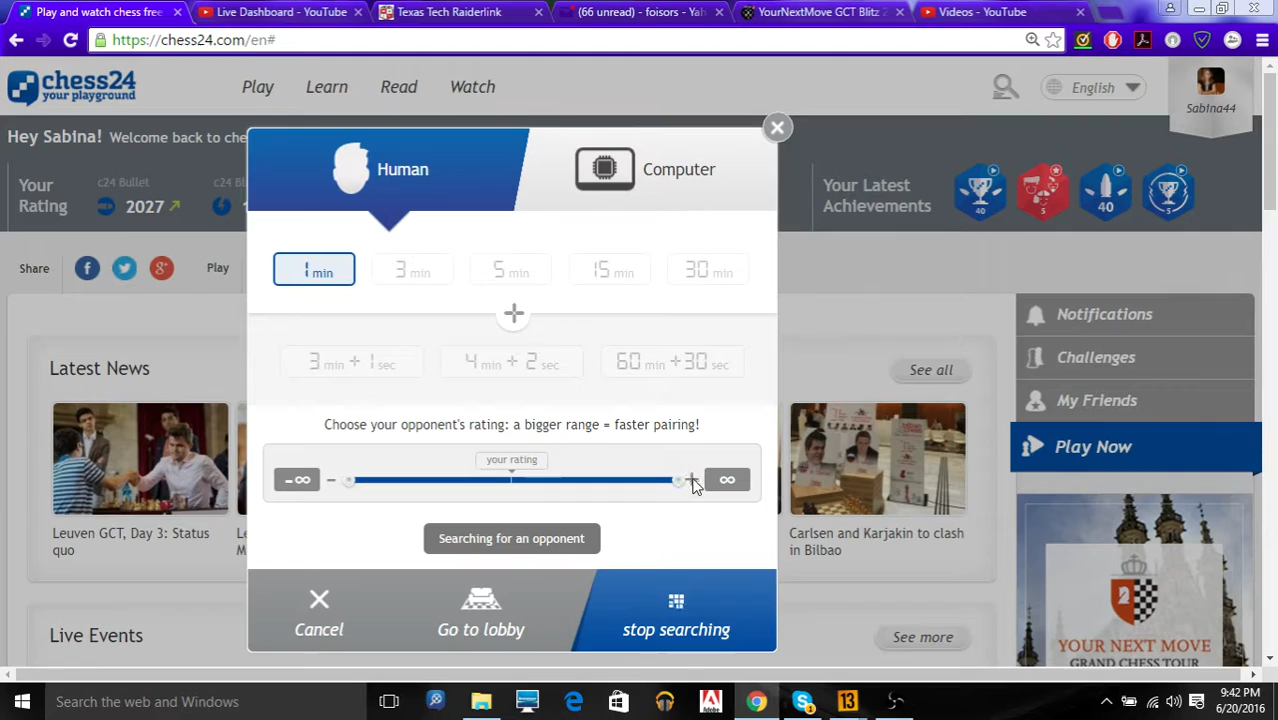 Play and watch chess free
Live Dashboard - YouTube
Texas Tech Raiderlink
(66 unread) - foisors - Yah
YourNextMove GCT Blitz 2
Videos - YouTube
https://chess24.com/en#
chess24
your playground
Play
Learn
Read
Watch
English
Sabina44
Hey Sabina! Welcome back to che
Your
Rating
c24 Bullet
2027
c24 Bl
Your Latest
Achievements
40
5
40
5
Human
Computer
1 min
3 min
5 min
15 min
30 min
3 min + 1 sec
4 min + 2 sec
60 min +30 sec
Choose your opponent's rating: a bigger range = faster pairing!
your rating
-∞
∞
Searching for an opponent
Cancel
Go to lobby
stop searching
Share
Play
Latest News
See all
Leuven GCT, Day 3: Status
quo
Carlsen and Karjakin to clash
in Bilbao
Live Events
See more
Notifications
Challenges
My Friends
Play Now
YOUR NEXT
MOVE
GRAND CHESS TOUR
Search the web and Windows
13
9:42 PM
6/20/2016